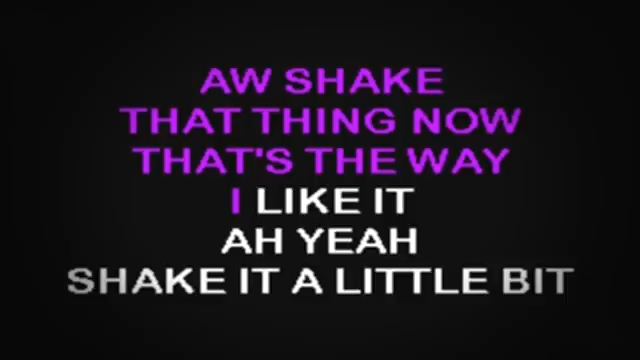 AW SHAKE
THAT THING NOW
THAT'S THE WAY
I LIKE IT
AH YEAH
SHAKE IT A LITTLE BIT